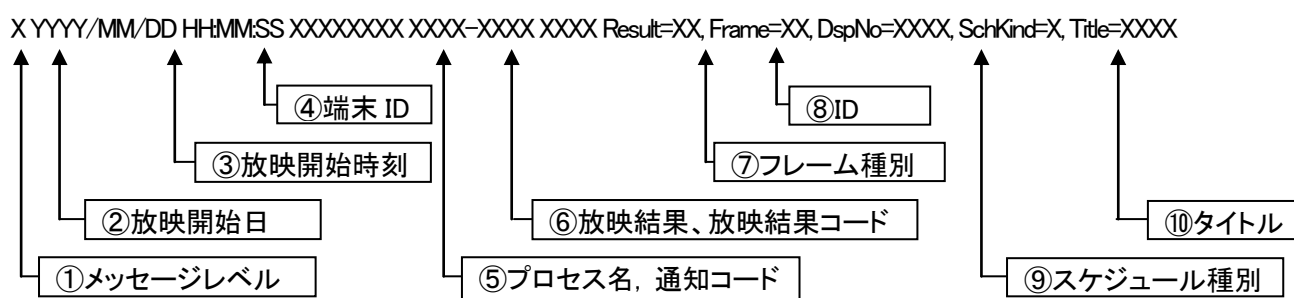 X YYYY/MM/DD HH:MM:SS XXXXXXXX XXXX-XXXX XXXX Result=XX, Frame=XX, DspNo=XXXX, SchKind=X, Title=XXXX
④端末 ID
⑧ID
③放映開始時刻
⑦フレーム種別
②放映開始日
⑥放映結果、放映結果コード
⑩タイトル
①メッセージレベル
⑤プロセス名, 通知コード
⑨スケジュール種別